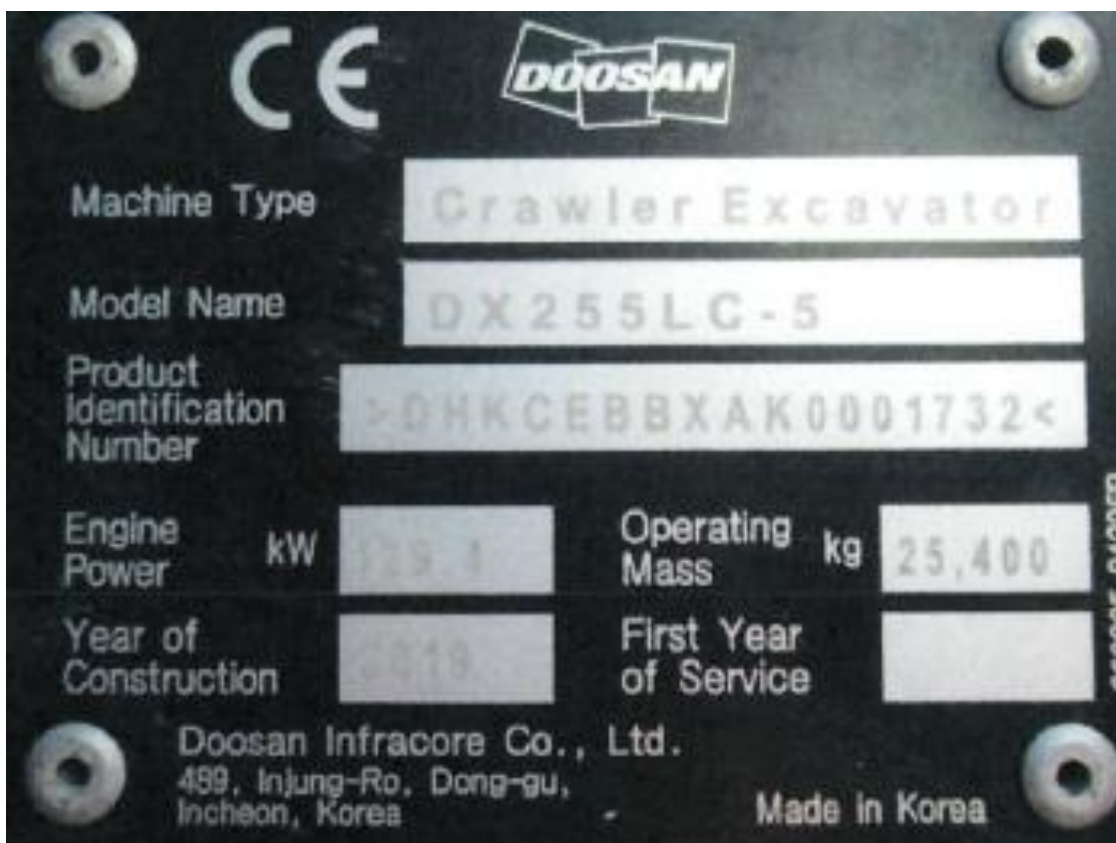 CE
DOOSAN
Machine Type Crawler Excavator
Model Name DX255LC-5
Product
Identification
Number >DHKCEBBXAK0001732<
Engine
Power kW
Operating
Mass kg 25,400
Year of
Construction
First Year
of Service
Doosan Infracore Co., Ltd.
489, Injung-Ro, Dong-gu,
Incheon, Korea
Made in Korea